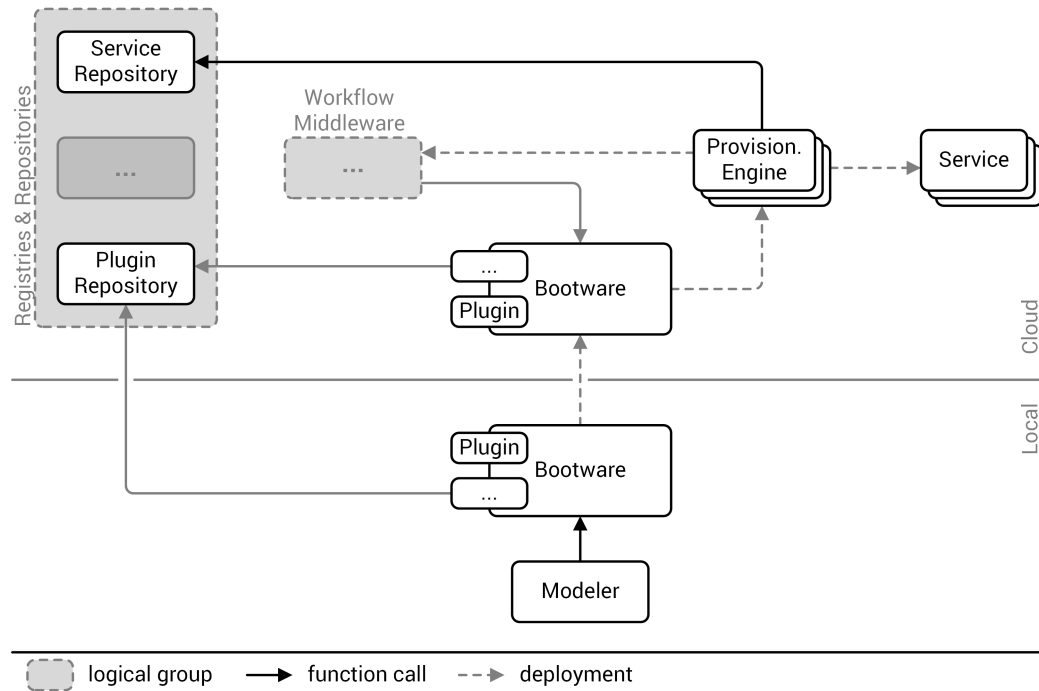 Service
Repository
...
Plugin
Repository
Registries & Repositories
Workflow
Middleware
...
Provision.
Engine
Service
...
Bootware
Plugin
Cloud
Local
Plugin
Bootware
...
Modeler
logical group
function call
deployment